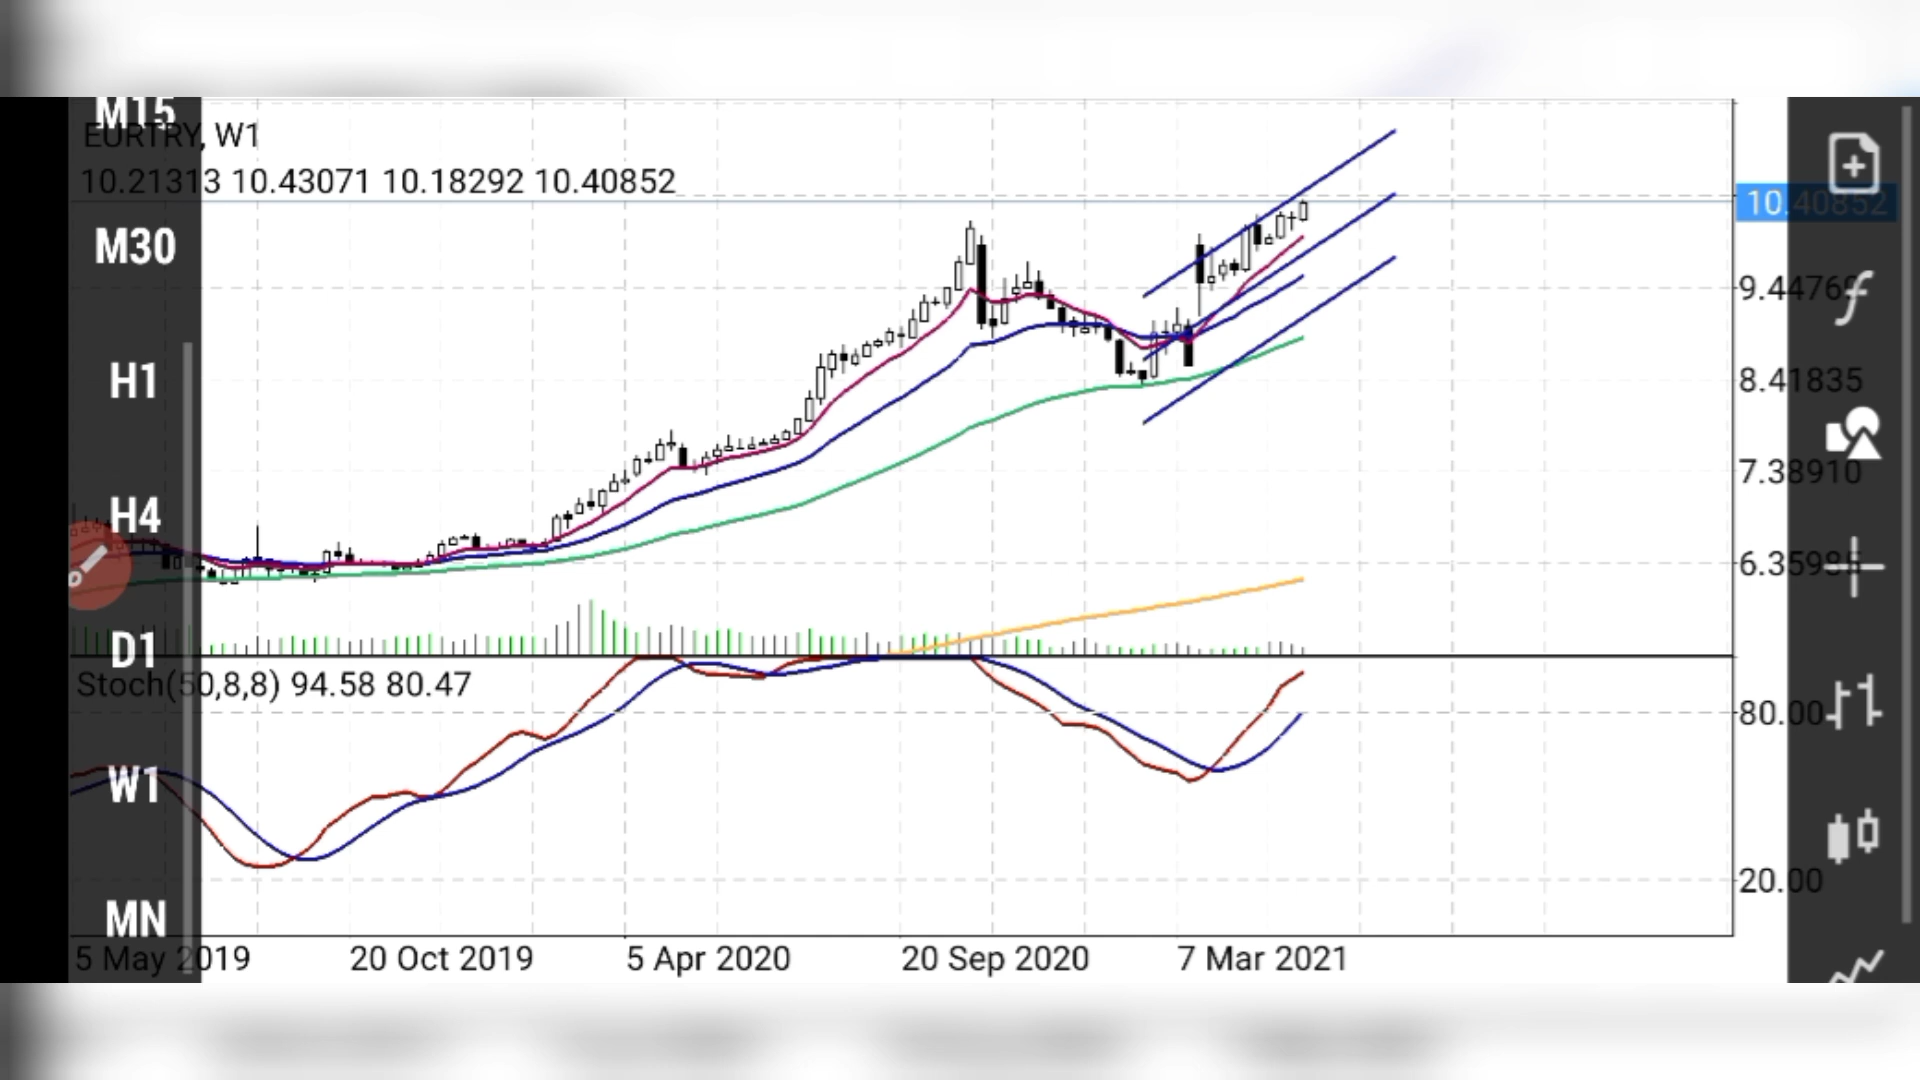 M15
EURTRY, W1
10.21313 10.43071 10.18292 10.40852
10.40852
M30
9.44766
H1
8.41835
7.38910
H4
6.35985
D1
Stoch(50,8,8) 94.58 80.47
80.00
W1
20.00
MN
5 May 2019 20 Oct 2019 5 Apr 2020 20 Sep 2020 7 Mar 2021